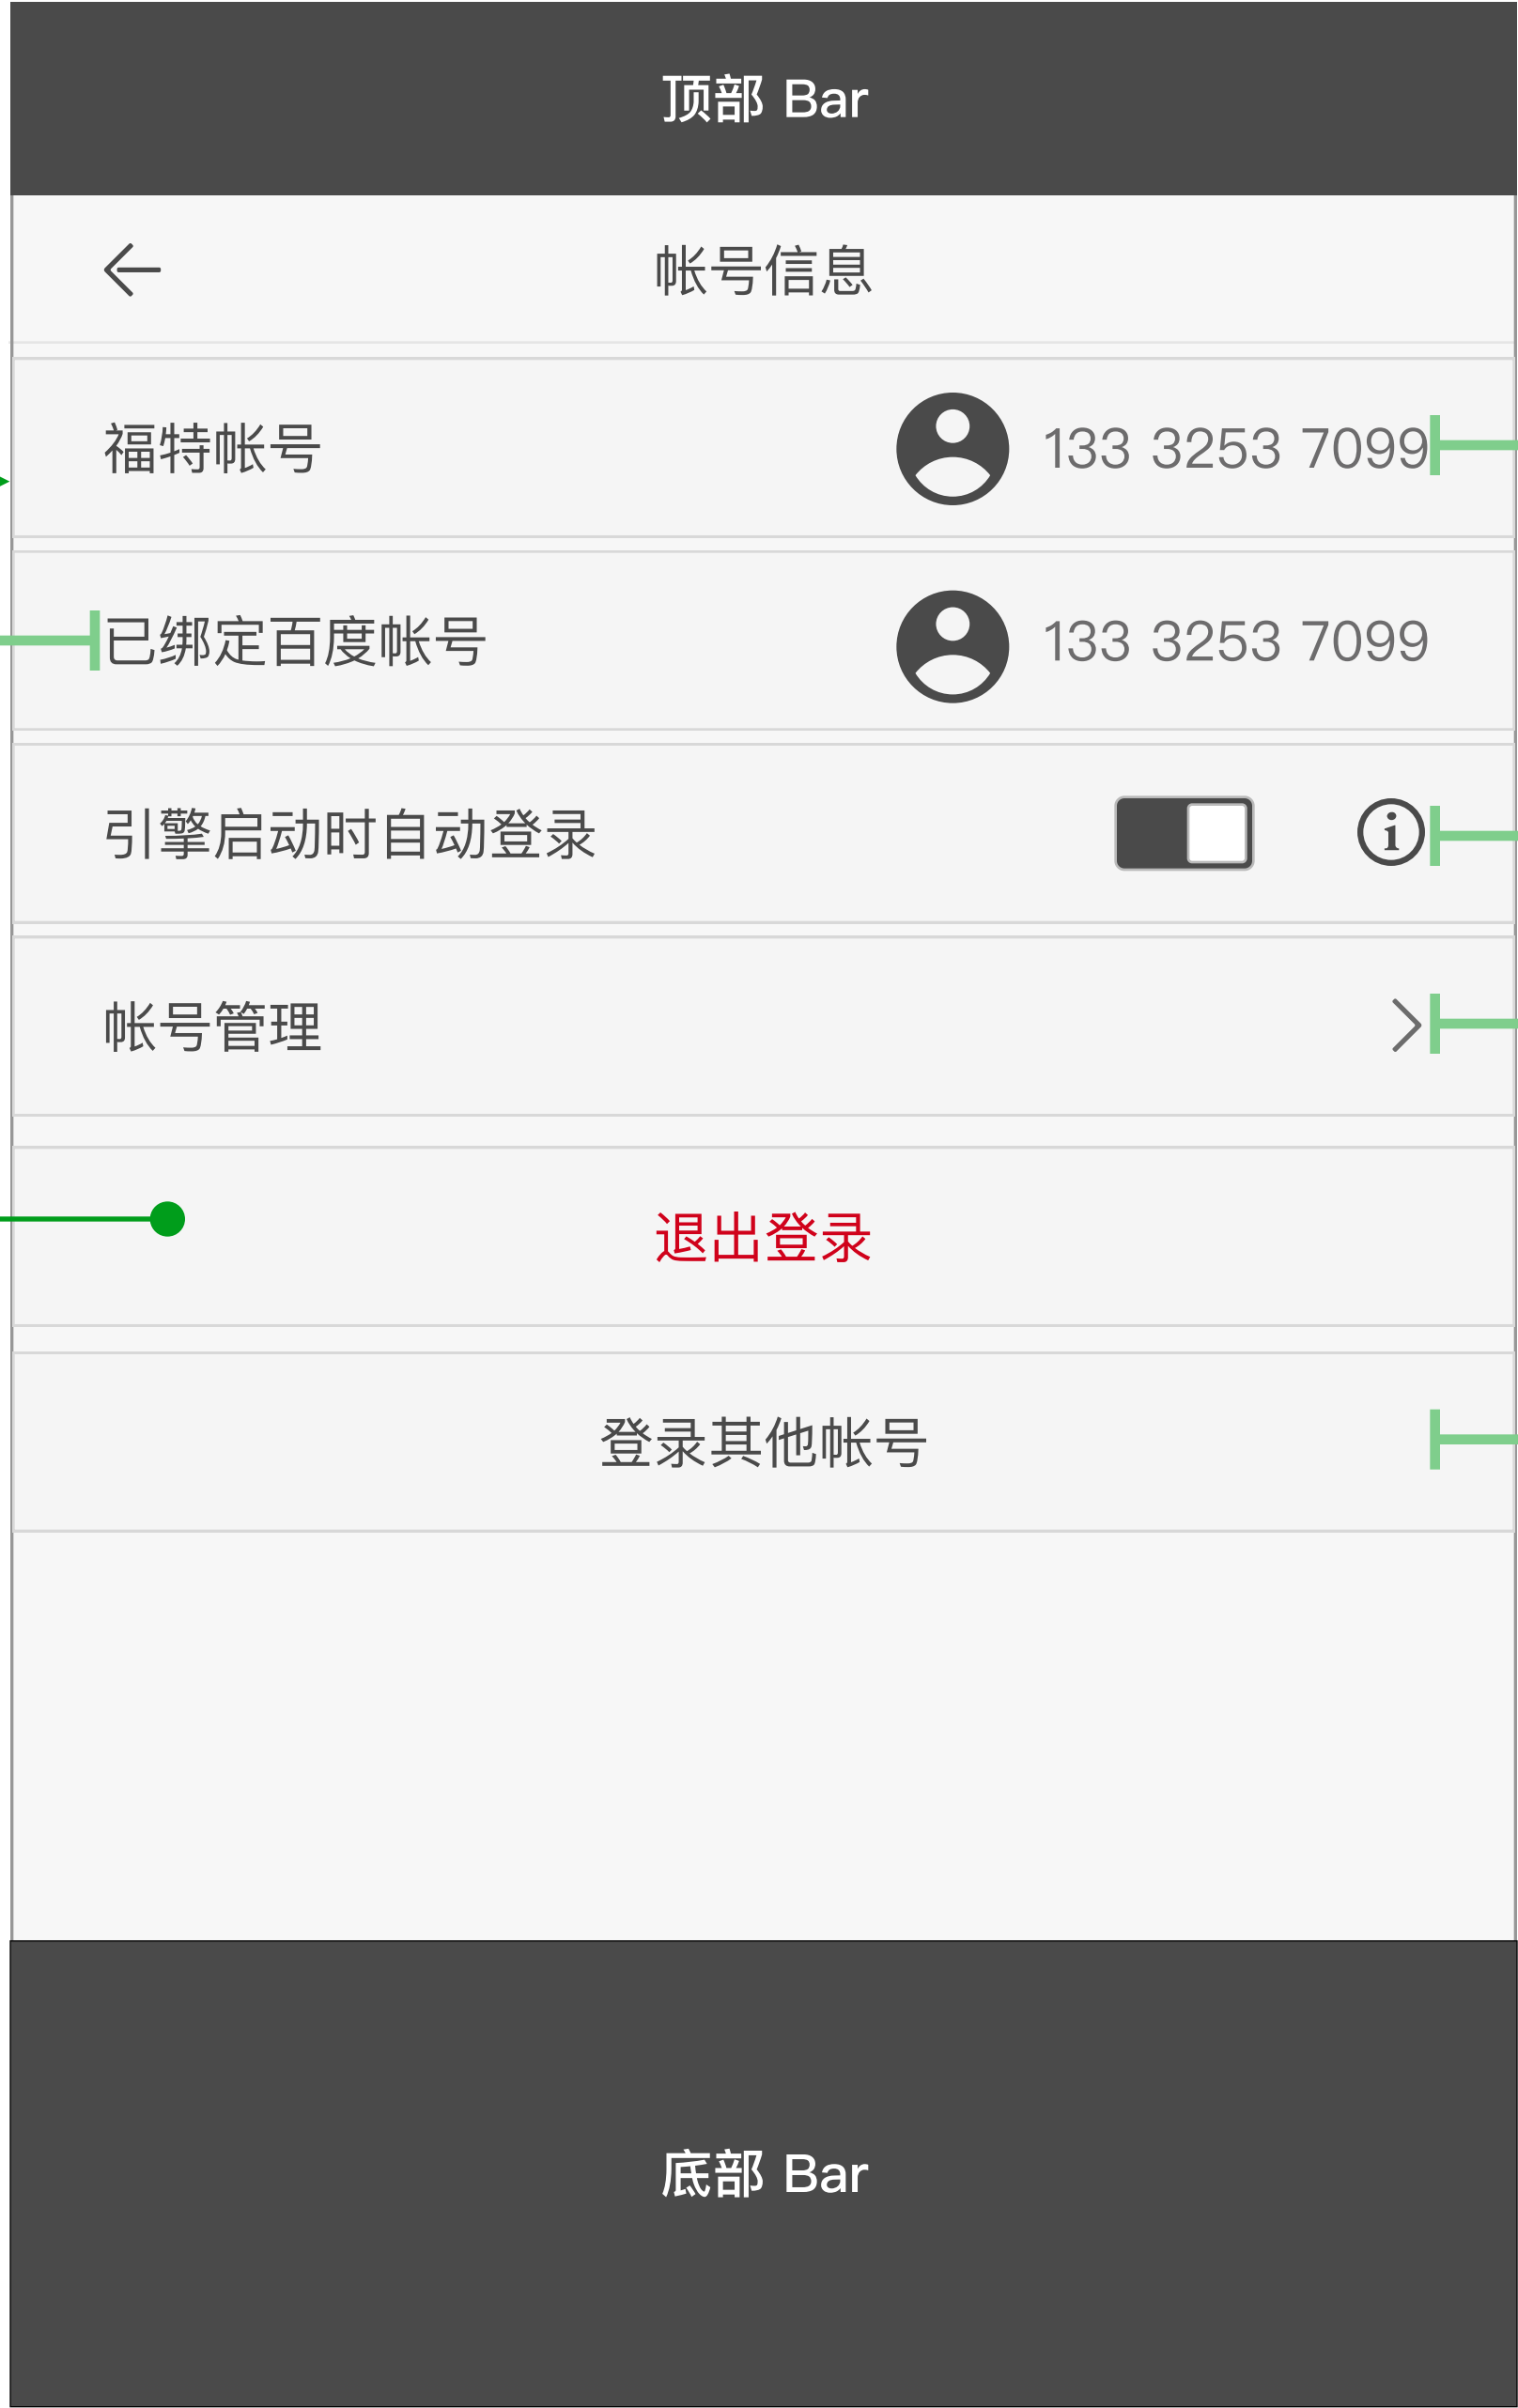 顶部 Bar
帐号信息
福特帐号 133 3253 7099
已绑定百度帐号 133 3253 7099
引擎启动时自动登录
帐号管理
退出登录
登录其他帐号
底部 Bar